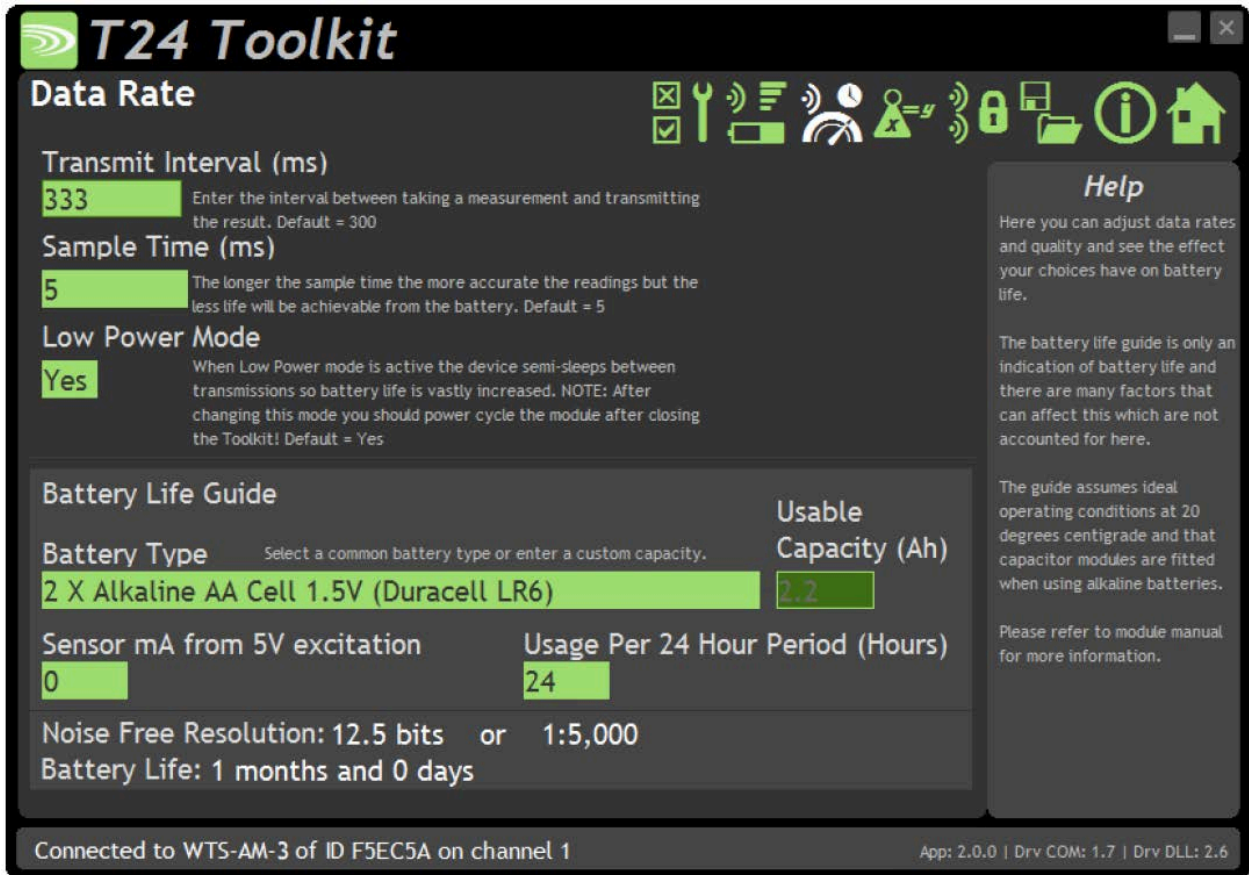 T24 Toolkit
Data Rate
x=y
Transmit Interval (ms)
333
Enter the interval between taking a measurement and transmitting
the result. Default = 300
Sample Time (ms)
5
The longer the sample time the more accurate the readings but the
less life will be achievable from the battery. Default = 5
Low Power Mode
Yes
When Low Power mode is active the device semi-sleeps between
transmissions so battery life is vastly increased. NOTE: After
changing this mode you should power cycle the module after closing
the Toolkit! Default = Yes
Battery Life Guide
Usable
Capacity (Ah)
Battery Type
Select a common battery type or enter a custom capacity.
2 X Alkaline AA Cell 1.5V (Duracell LR6)
2.2
Sensor mA from 5V excitation
Usage Per 24 Hour Period (Hours)
0
24
Noise Free Resolution: 12.5 bits or 1:5,000
Battery Life: 1 months and 0 days
Help
Here you can adjust data rates
and quality and see the effect
your choices have on battery
life.
The battery life guide is only an
indication of battery life and
there are many factors that
can affect this which are not
accounted for here.
The guide assumes ideal
operating conditions at 20
degrees centigrade and that
capacitor modules are fitted
when using alkaline batteries.
Please refer to module manual
for more information.
Connected to WTS-AM-3 of ID F5EC5A on channel 1
App: 2.0.0 | Drv COM: 1.7 | Drv DLL: 2.6